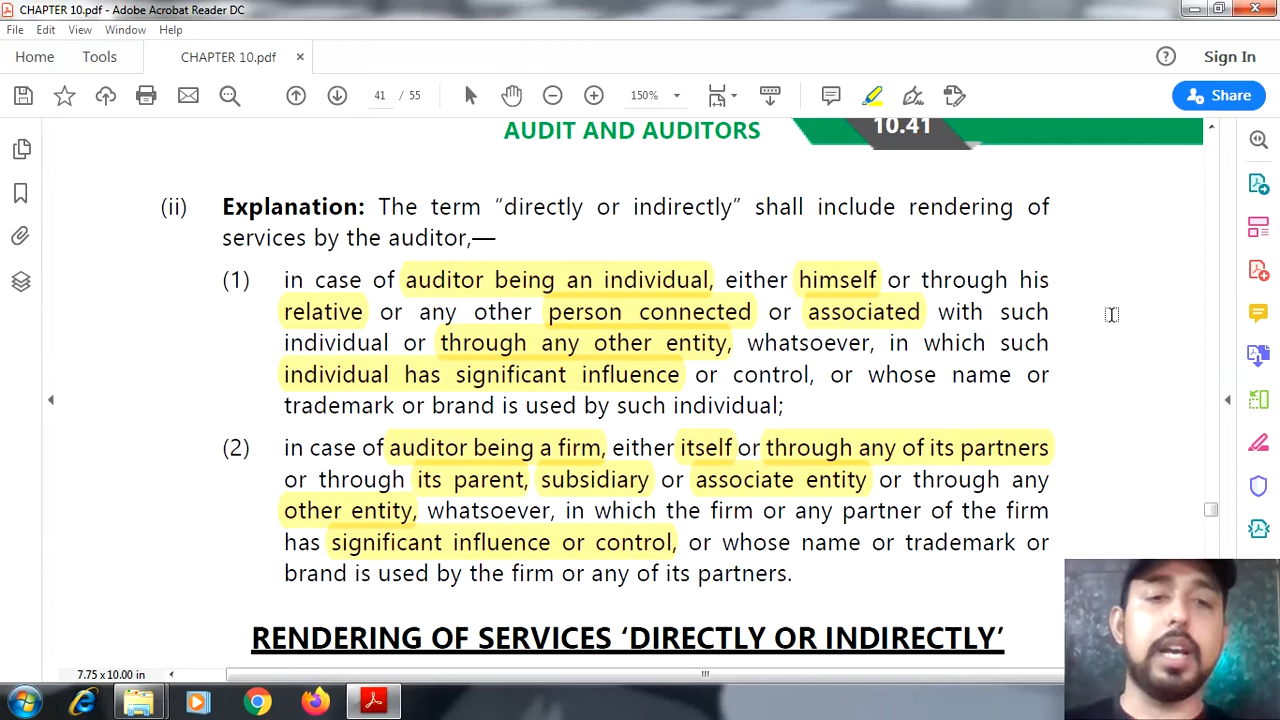 CHAPTER 10.pdf - Adobe Acrobat Reader DC
File Edit View Window Help
Home Tools CHAPTER 10.pdf × ? Sign In
41 / 55 150% Share
AUDIT AND AUDITORS 10.41
(ii) Explanation: The term “directly or indirectly” shall include rendering of
services by the auditor,—
(1) in case of auditor being an individual, either himself or through his
relative or any other person connected or associated with such
individual or through any other entity, whatsoever, in which such
individual has significant influence or control, or whose name or
trademark or brand is used by such individual;
(2) in case of auditor being a firm, either itself or through any of its partners
or through its parent, subsidiary or associate entity or through any
other entity, whatsoever, in which the firm or any partner of the firm
has significant influence or control, or whose name or trademark or
brand is used by the firm or any of its partners.
RENDERING OF SERVICES ‘DIRECTLY OR INDIRECTLY’
7.75 x 10.00 in